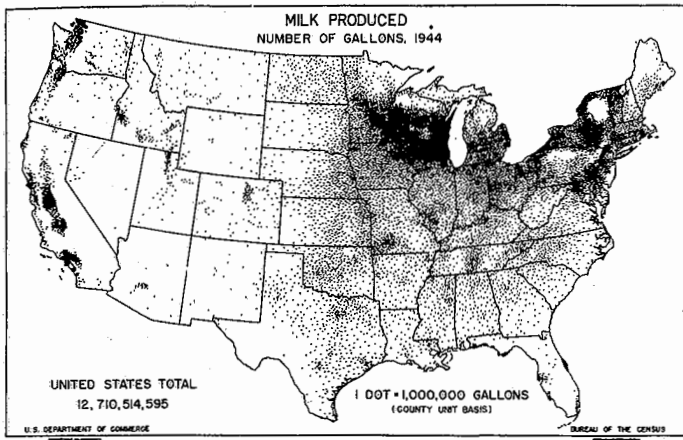 MILK PRODUCED
NUMBER OF GALLONS, 1944
UNITED STATES TOTAL
12,710,514,595
1 DOT = 1,000,000 GALLONS
(COUNTY UNIT BASIS)
U.S. DEPARTMENT OF COMMERCE
BUREAU OF THE CENSUS